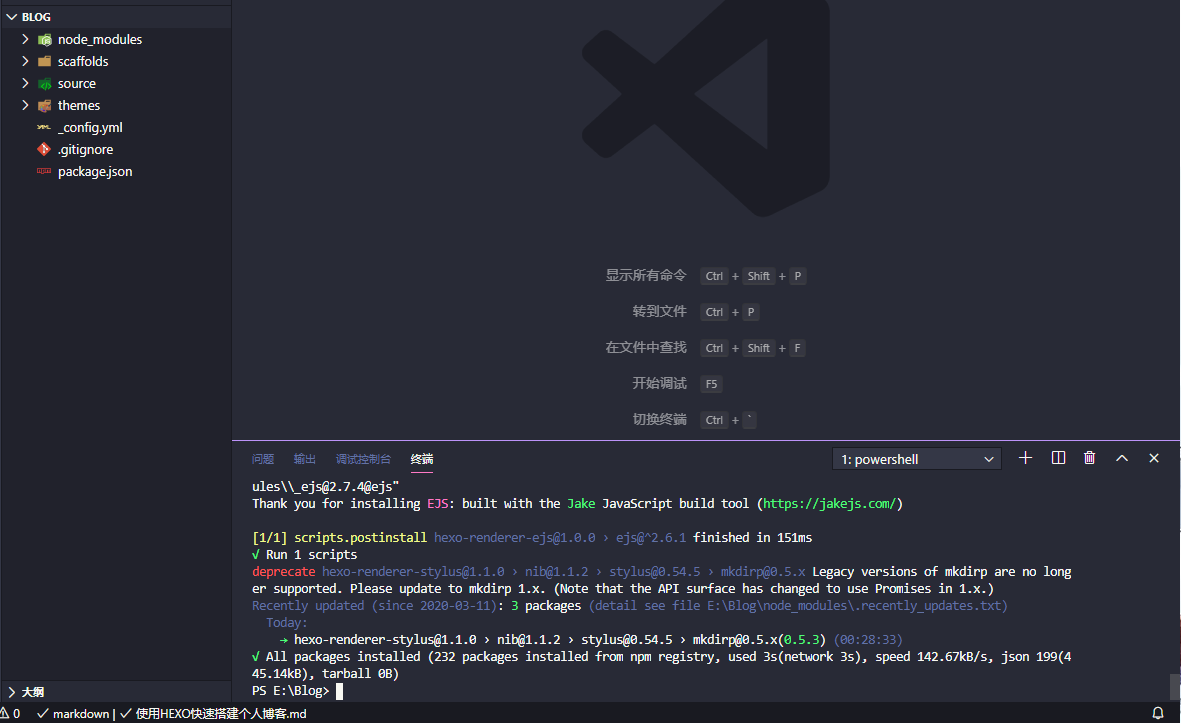 BLOG
node_modules
scaffolds
source
themes
_config.yml
.gitignore
package.json
显示所有命令 Ctrl + Shift + P
转到文件 Ctrl + P
在文件中查找 Ctrl + Shift + F
开始调试 F5
切换终端 Ctrl + `
问题 输出 调试控制台 终端 1: powershell
ules\\_ejs@2.7.4@ejs"
Thank you for installing EJS: built with the Jake JavaScript build tool (https://jakejs.com/)
[1/1] scripts.postinstall hexo-renderer-ejs@1.0.0 › ejs@^2.6.1 finished in 151ms
√ Run 1 scripts
deprecate hexo-renderer-stylus@1.1.0 › nib@1.1.2 › stylus@0.54.5 › mkdirp@0.5.x Legacy versions of mkdirp are no long
er supported. Please update to mkdirp 1.x. (Note that the API surface has changed to use Promises in 1.x.)
Recently updated (since 2020-03-11): 3 packages (detail see file E:\Blog\node_modules\.recently_updates.txt)
Today:
→ hexo-renderer-stylus@1.1.0 › nib@1.1.2 › stylus@0.54.5 › mkdirp@0.5.x(0.5.3) (00:28:33)
√ All packages installed (232 packages installed from npm registry, used 3s(network 3s), speed 142.67kB/s, json 199(4
45.14kB), tarball 0B)
PS E:\Blog>
大纲
0 ✓ markdown | ✓ 使用HEXO快速搭建个人博客.md